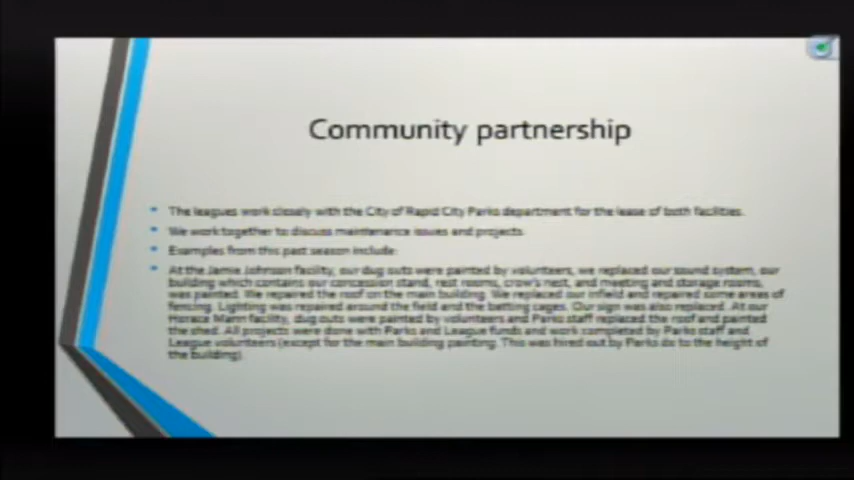 Community partnership
The leagues work closely with the City of Rapid City Parks department for the lease of both facilities.
We work together to discuss maintenance issues and projects.
Examples from this past season include:
At the Jamie Johnson facility, our dug outs were painted by volunteers, we replaced our sound system, our
building which contains our concession stand, rest rooms, crow's nest, and meeting and storage rooms,
was painted. We repaired the roof on the main building. We replaced our infield and repaired some areas of
fencing. Lighting was repaired around the field and the batting cages. Our sign was also replaced. At our
Horace Mann facility, dug outs were painted by volunteers and Parks staff replaced the roof and painted
the shed. All projects were done with Parks and League funds and work completed by Parks staff and
League volunteers (except for the main building painting. This was hired out by Parks do to the height of
the building).